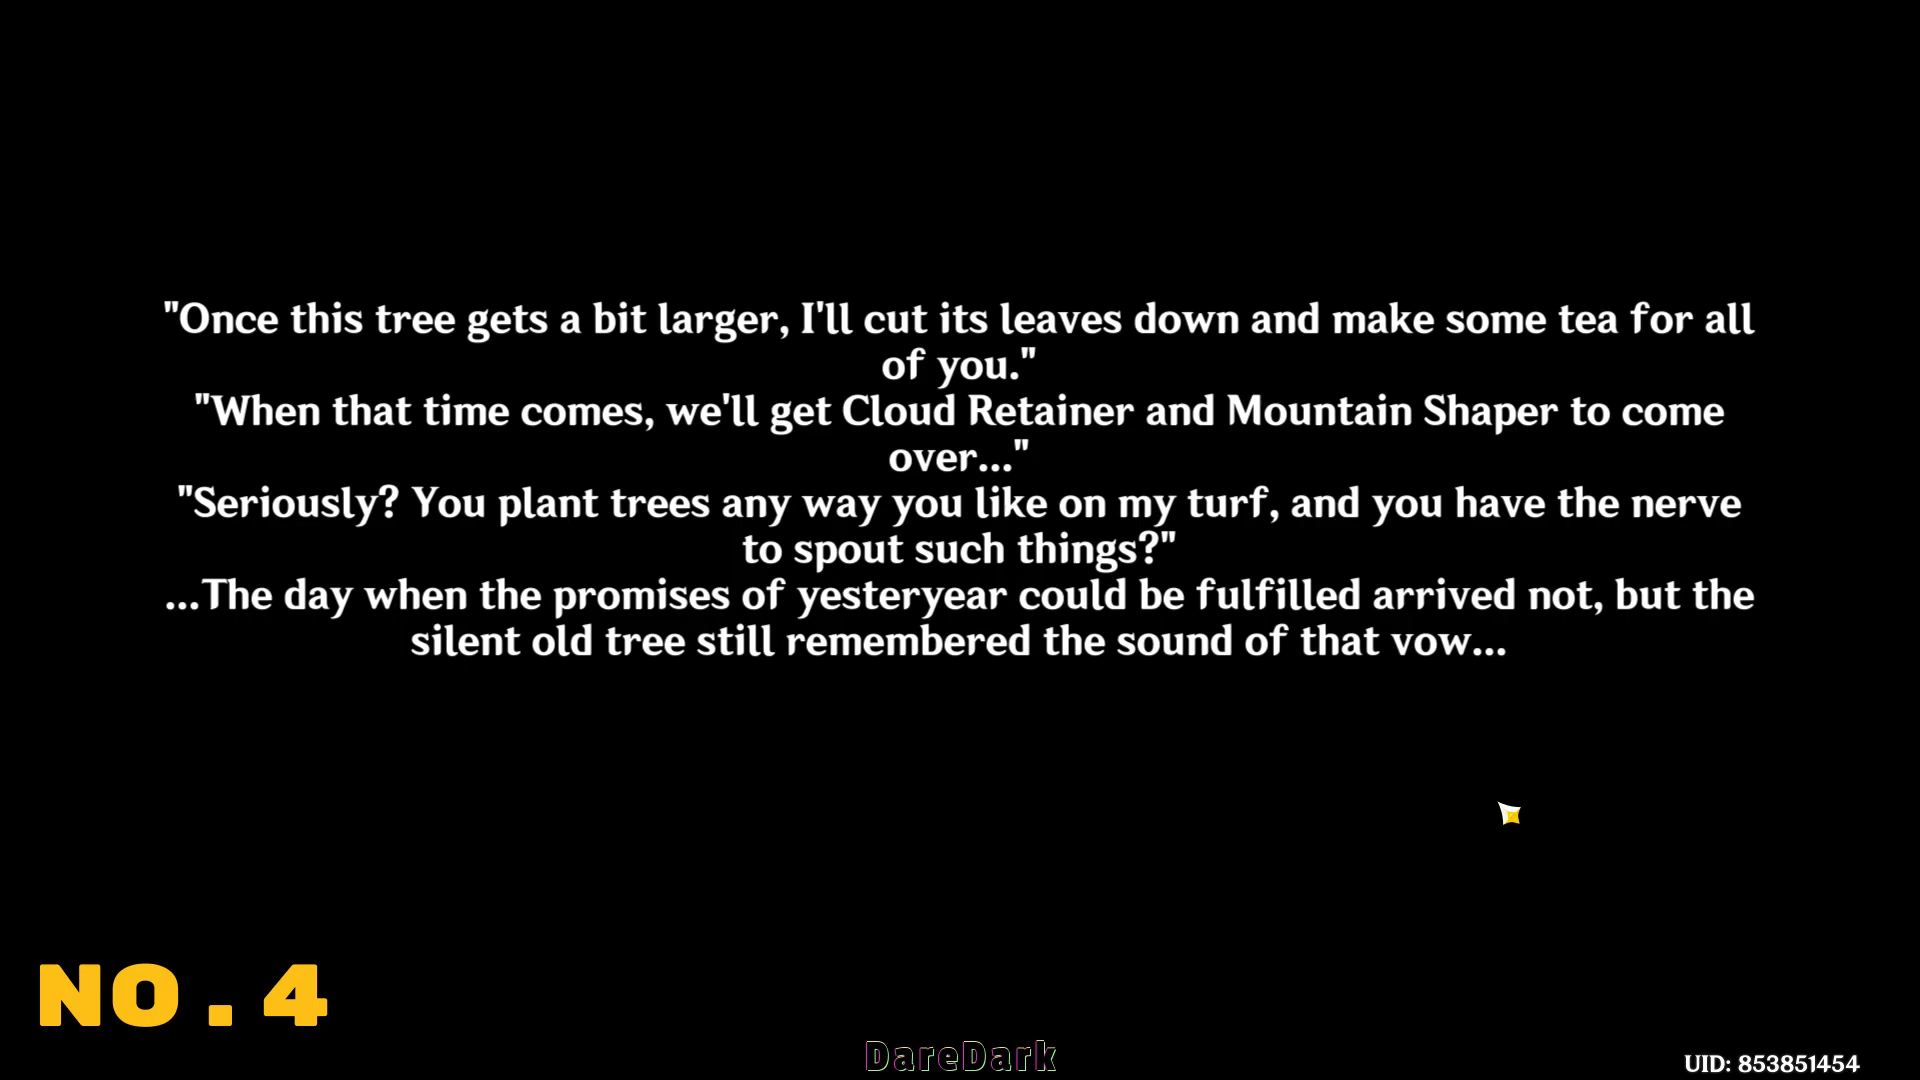 "Once this tree gets a bit larger, I'll cut its leaves down and make some tea for all
of you."
"When that time comes, we'll get Cloud Retainer and Mountain Shaper to come
over..."
"Seriously? You plant trees any way you like on my turf, and you have the nerve
to spout such things?"
...The day when the promises of yesteryear could be fulfilled arrived not, but the
silent old tree still remembered the sound of that vow...
NO.4
DareDark
UID: 853851454